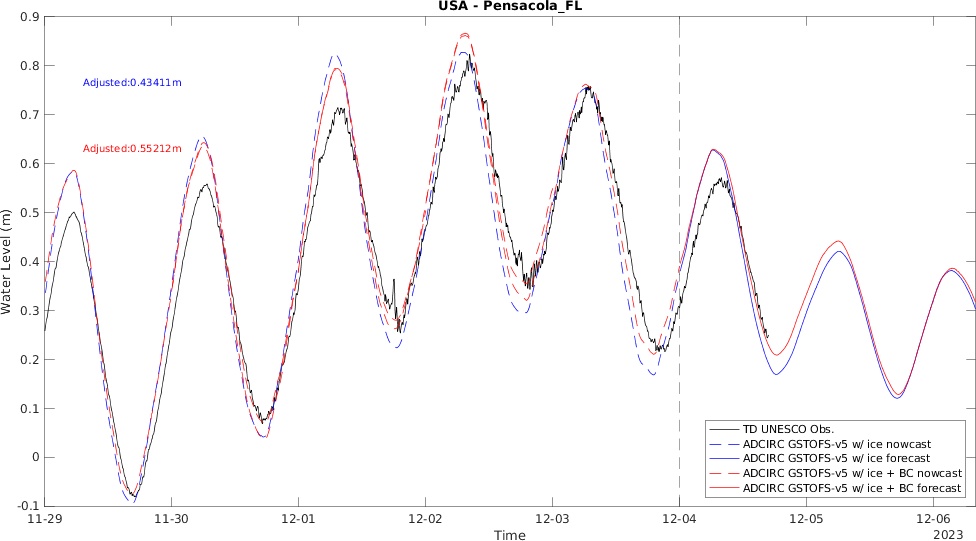 USA - Pensacola_FL
0.9
0.8
0.7
0.6
0.5
0.4
0.3
0.2
0.1
0
-0.1
Water Level (m)
Adjusted:0.43411m
Adjusted:0.55212m
TD UNESCO Obs.
ADCIRC GSTOFS-v5 w/ ice nowcast
ADCIRC GSTOFS-v5 w/ ice forecast
ADCIRC GSTOFS-v5 w/ ice + BC nowcast
ADCIRC GSTOFS-v5 w/ ice + BC forecast
11-29 11-30 12-01 12-02 12-03 12-04 12-05 12-06
Time
2023